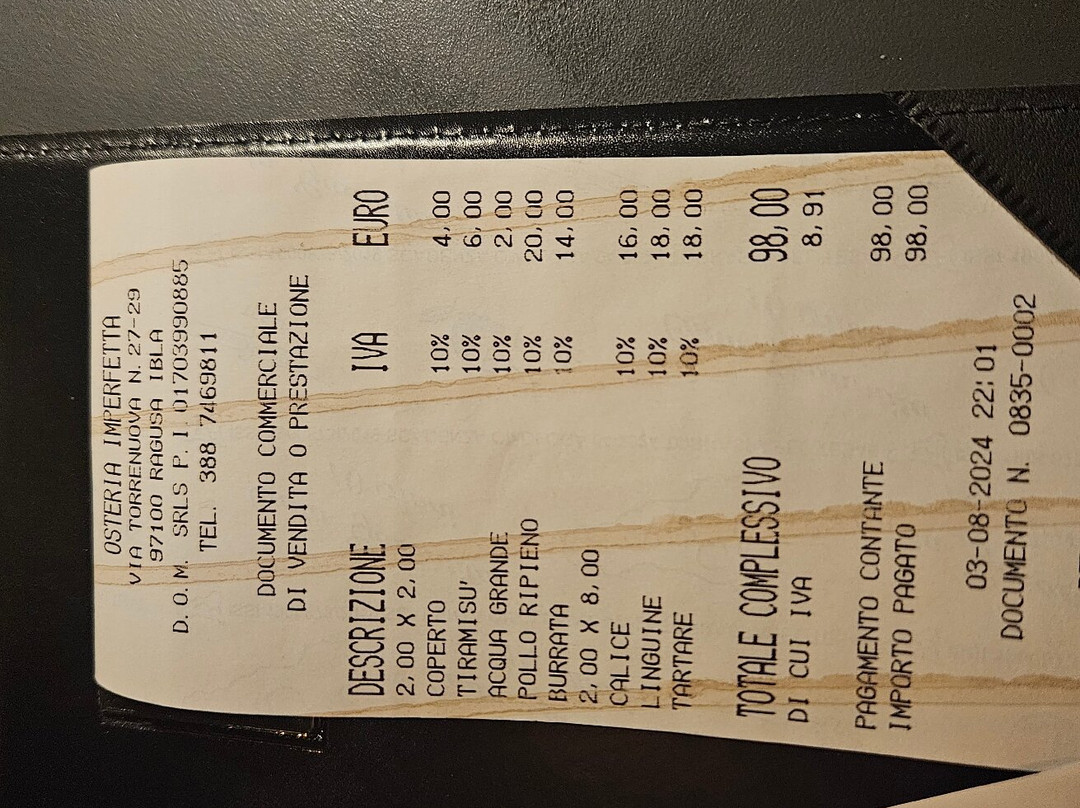 OSTERIA IMPERFETTA
VIA TORRENUOVA N. 27-29
97100 RAGUSA IBLA
D.O.M. SRLS P.I.01703990885
TEL. 388 7469811
DOCUMENTO COMMERCIALE
DI VENDITA O PRESTAZIONE
DESCRIZIONE IVA EURO
2,00 X 2,00
COPERTO 10% 4,00
TIRAMISU' 10% 6,00
ACQUA GRANDE 10% 2,00
POLLO RIPIENO 10% 20,00
BURRATA 10% 14,00
2,00 X 8,00
CALICE 10% 16,00
LINGUINE 10% 18,00
TARTARE 10% 18,00
TOTALE COMPLESSIVO 98,00
DI CUI IVA 8,91
PAGAMENTO CONTANTE 98,00
IMPORTO PAGATO 98,00
03-08-2024 22:01
DOCUMENTO N. 0835-0002